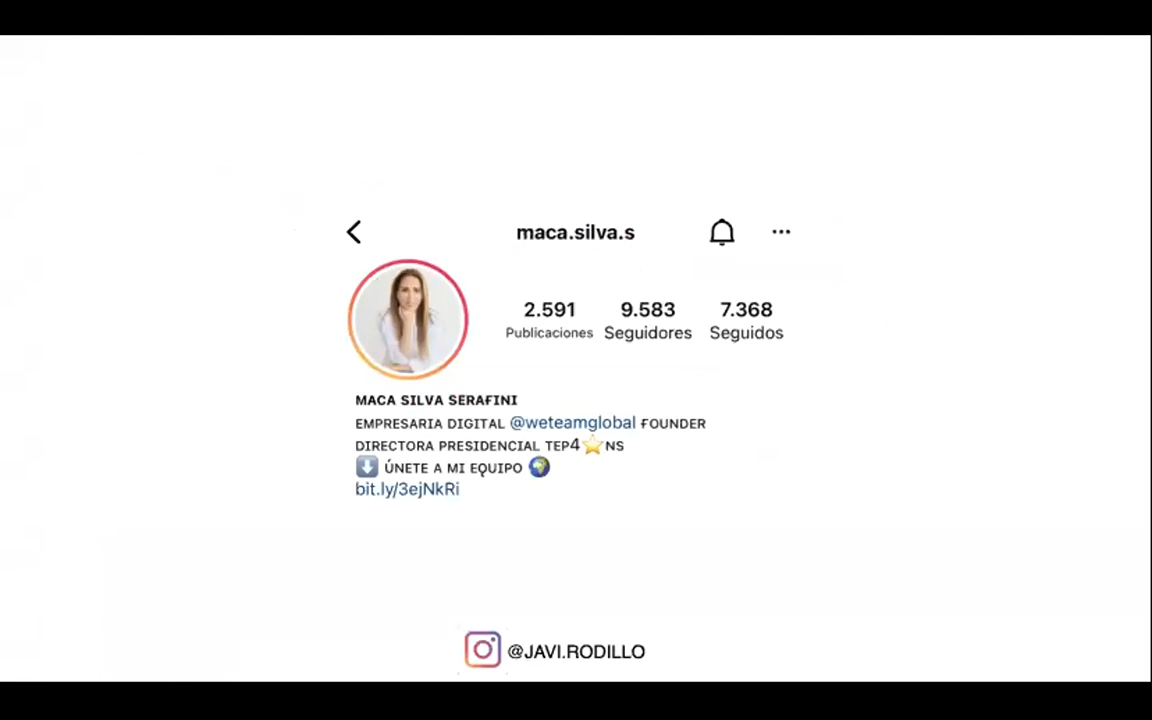 maca.silva.s
2.591 9.583 7.368
Publicaciones Seguidores Seguidos
MACA SILVA SERAFINI
EMPRESARIA DIGITAL @weteamglobal FOUNDER
DIRECTORA PRESIDENCIAL TEP4⭐NS
⬇️ ÚNETE A MI EQUIPO 🌍
bit.ly/3ejNkRi
@JAVI.RODILLO